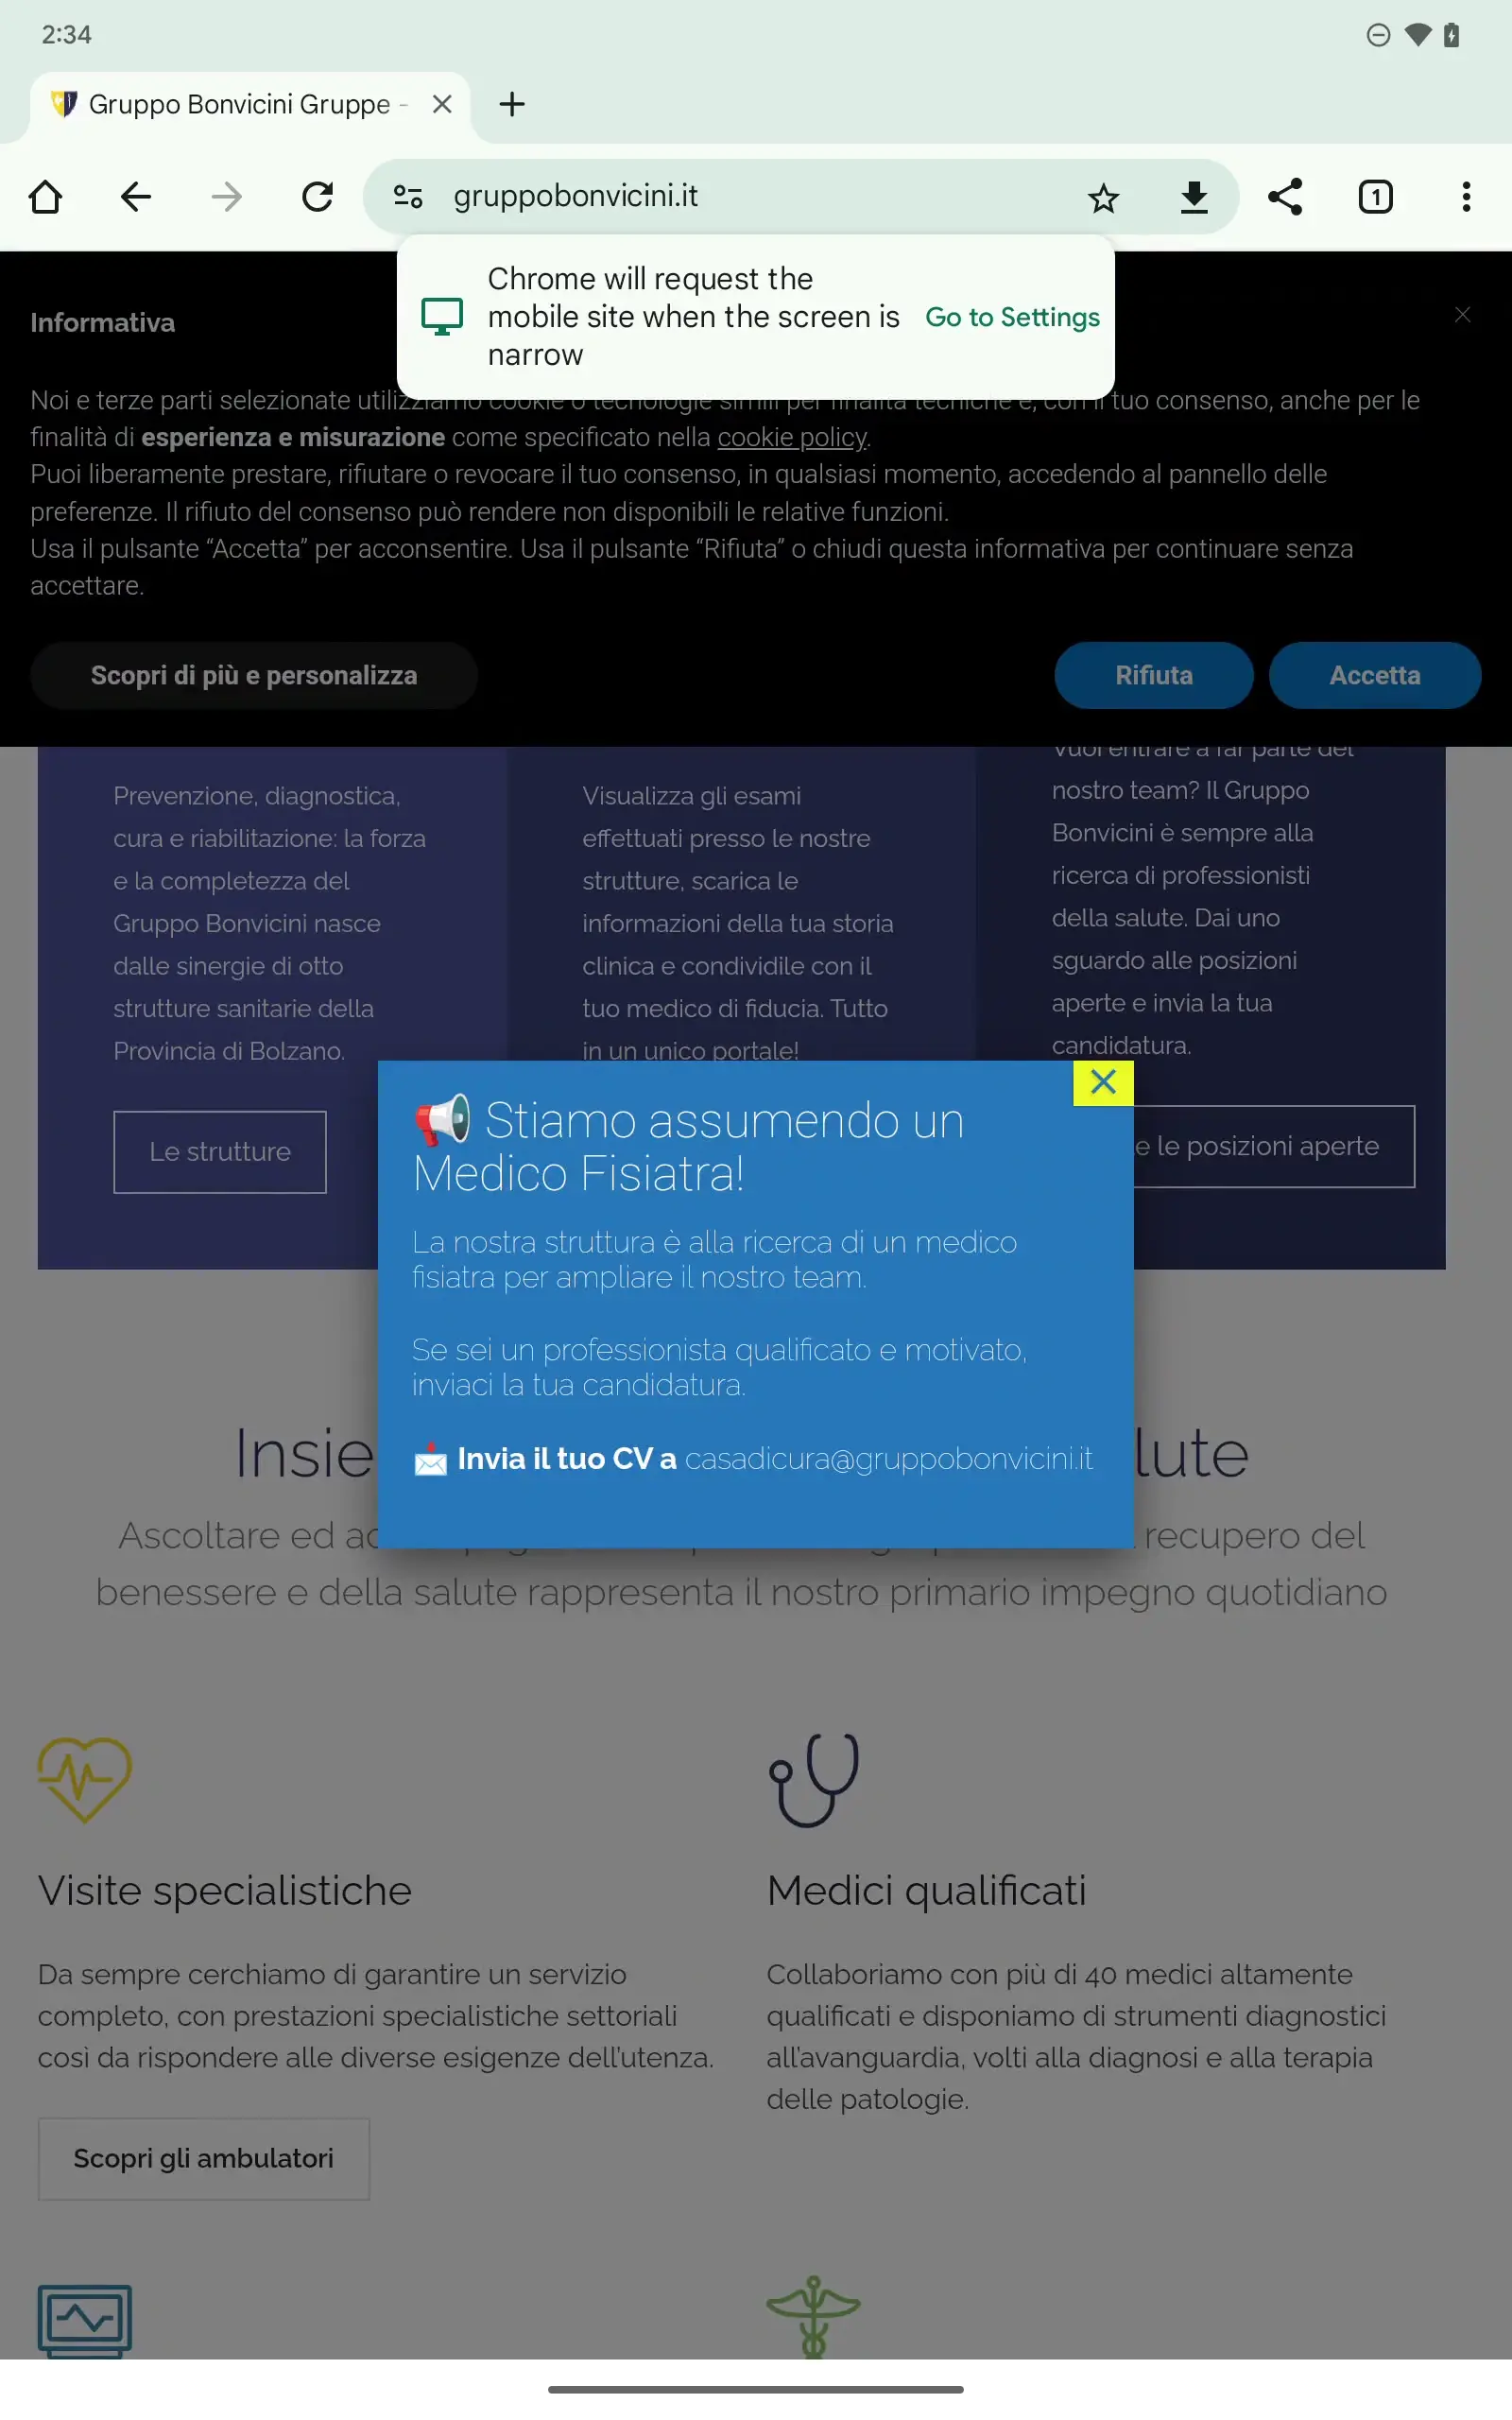 2:34
Gruppo Bonvicini Gruppe -
gruppobonvicini.it
1
Chrome will request the
mobile site when the screen is
narrow
Go to Settings
Informativa
Noi e terze parti selezionate utilizziamo cookie o tecnologie simili per finalità tecniche e, con il tuo consenso, anche per le
finalità di esperienza e misurazione come specificato nella cookie policy.
Puoi liberamente prestare, rifiutare o revocare il tuo consenso, in qualsiasi momento, accedendo al pannello delle
preferenze. Il rifiuto del consenso può rendere non disponibili le relative funzioni.
Usa il pulsante “Accetta” per acconsentire. Usa il pulsante “Rifiuta” o chiudi questa informativa per continuare senza
accettare.
Scopri di più e personalizza
Rifiuta
Accetta
Prevenzione, diagnostica,
cura e riabilitazione: la forza
e la completezza del
Gruppo Bonvicini nasce
dalle sinergie di otto
strutture sanitarie della
Provincia di Bolzano.
Le strutture
Visualizza gli esami
effettuati presso le nostre
strutture, scarica le
informazioni della tua storia
clinica e condividile con il
tuo medico di fiducia. Tutto
in un unico portale!
Vuoi entrare a far parte del
nostro team? Il Gruppo
Bonvicini è sempre alla
ricerca di professionisti
della salute. Dai uno
sguardo alle posizioni
aperte e invia la tua
candidatura.
e le posizioni aperte
Stiamo assumendo un
Medico Fisiatra!
La nostra struttura è alla ricerca di un medico
fisiatra per ampliare il nostro team.
Se sei un professionista qualificato e motivato,
inviaci la tua candidatura.
Invia il tuo CV a casadicura@gruppobonvicini.it
Insie lute
Ascoltare ed ac recupero del
benessere e della salute rappresenta il nostro primario impegno quotidiano
Visite specialistiche
Da sempre cerchiamo di garantire un servizio
completo, con prestazioni specialistiche settoriali
così da rispondere alle diverse esigenze dell'utenza.
Scopri gli ambulatori
Medici qualificati
Collaboriamo con più di 40 medici altamente
qualificati e disponiamo di strumenti diagnostici
all'avanguardia, volti alla diagnosi e alla terapia
delle patologie.